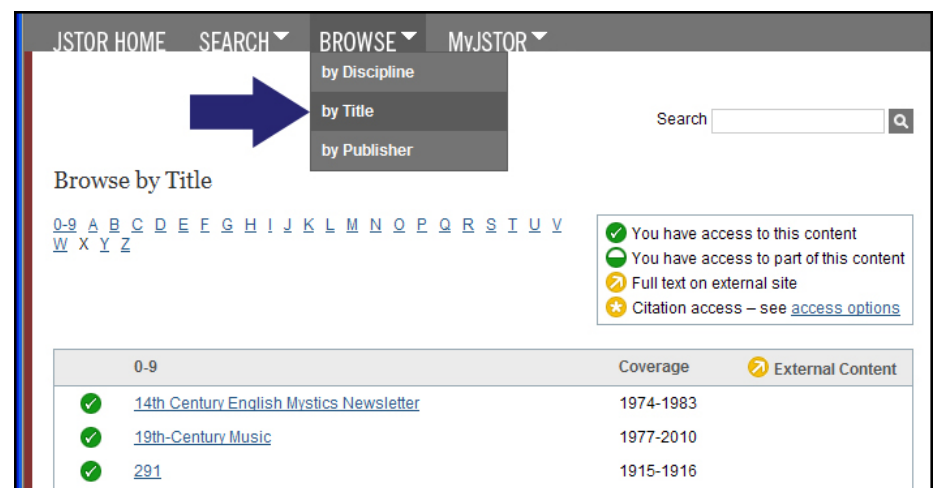 JSTOR HOME SEARCH BROWSE MyJSTOR
by Discipline
by Title
by Publisher
Search
Browse by Title
0-9 A B C D E F G H I J K L M N O P Q R S T U V
W X Y Z
You have access to this content
You have access to part of this content
Full text on external site
Citation access – see access options
0-9 Coverage External Content
14th Century English Mystics Newsletter 1974-1983
19th-Century Music 1977-2010
291 1915-1916